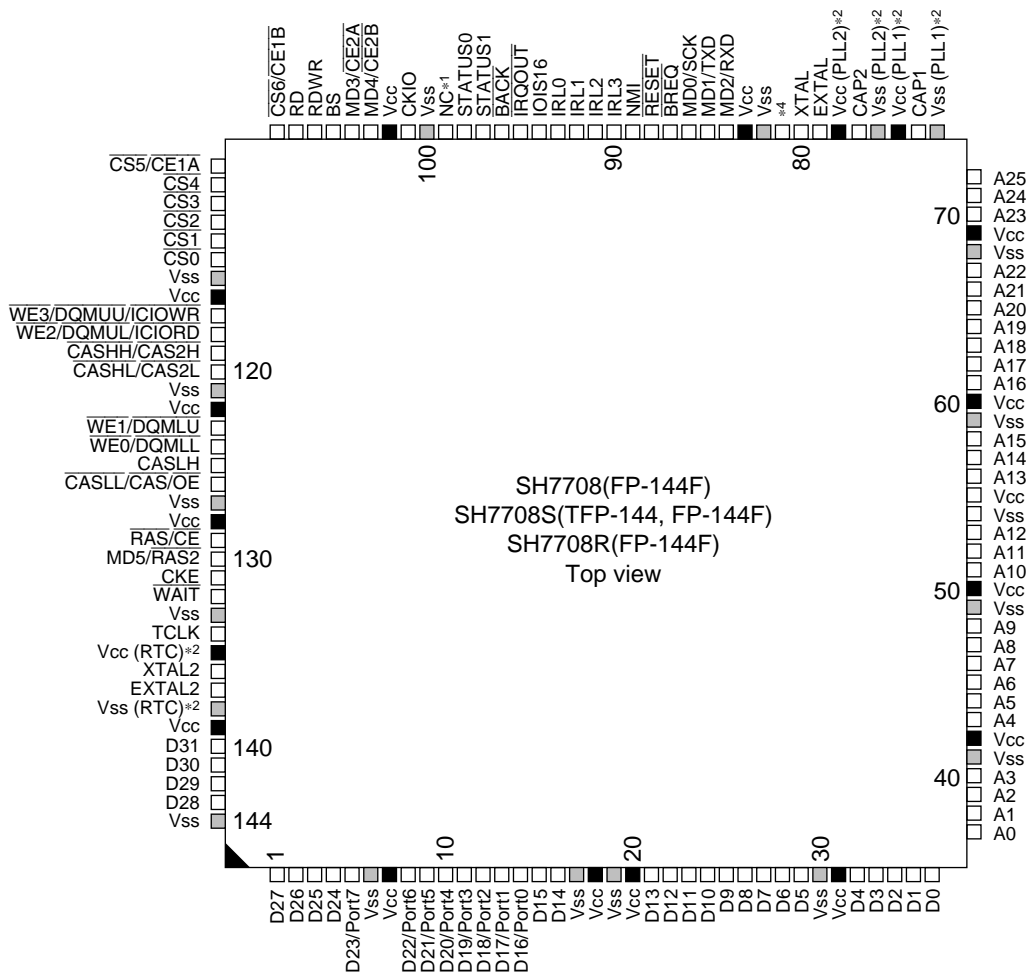 CS6/CE1B
RD
RDWR
BS
MD3/CE2A
MD4/CE2B
Vcc
CKIO
Vss
NC*1
STATUS0
STATUS1
BACK
IRQOUT
IOIS16
IRL0
IRL1
IRL2
IRL3
NMI
RESET
BREQ
MD0/SCK
MD1/TXD
MD2/RXD
Vcc
Vss
*4
XTAL
EXTAL
Vcc (PLL2)*2
CAP2
Vss (PLL2)*2
Vcc (PLL1)*2
CAP1
Vss (PLL1)*2
100
90
80
CS5/CE1A
CS4
CS3
CS2
CS1
CS0
Vss
Vcc
WE3/DQMUU/ICIOWR
WE2/DQMUL/ICIORD
CASHH/CAS2H
CASHL/CAS2L
Vss
Vcc
WE1/DQMLU
WE0/DQMLL
CASLH
CASLL/CAS/OE
Vss
Vcc
RAS/CE
MD5/RAS2
CKE
WAIT
Vss
TCLK
Vcc (RTC)*2
XTAL2
EXTAL2
Vss (RTC)*2
Vcc
D31
D30
D29
D28
Vss
120
130
140
144
SH7708(FP-144F)
SH7708S(TFP-144, FP-144F)
SH7708R(FP-144F)
Top view
70
60
50
40
A25
A24
A23
Vcc
Vss
A22
A21
A20
A19
A18
A17
A16
Vcc
Vss
A15
A14
A13
Vcc
Vss
A12
A11
A10
Vcc
Vss
A9
A8
A7
A6
A5
A4
Vcc
Vss
A3
A2
A1
A0
1
10
20
30
D27
D26
D25
D24
D23/Port7
Vss
Vcc
D22/Port6
D21/Port5
D20/Port4
D19/Port3
D18/Port2
D17/Port1
D16/Port0
D15
D14
Vss
Vcc
Vss
Vcc
D13
D12
D11
D10
D9
D8
D7
D6
D5
Vss
Vcc
D4
D3
D2
D1
D0